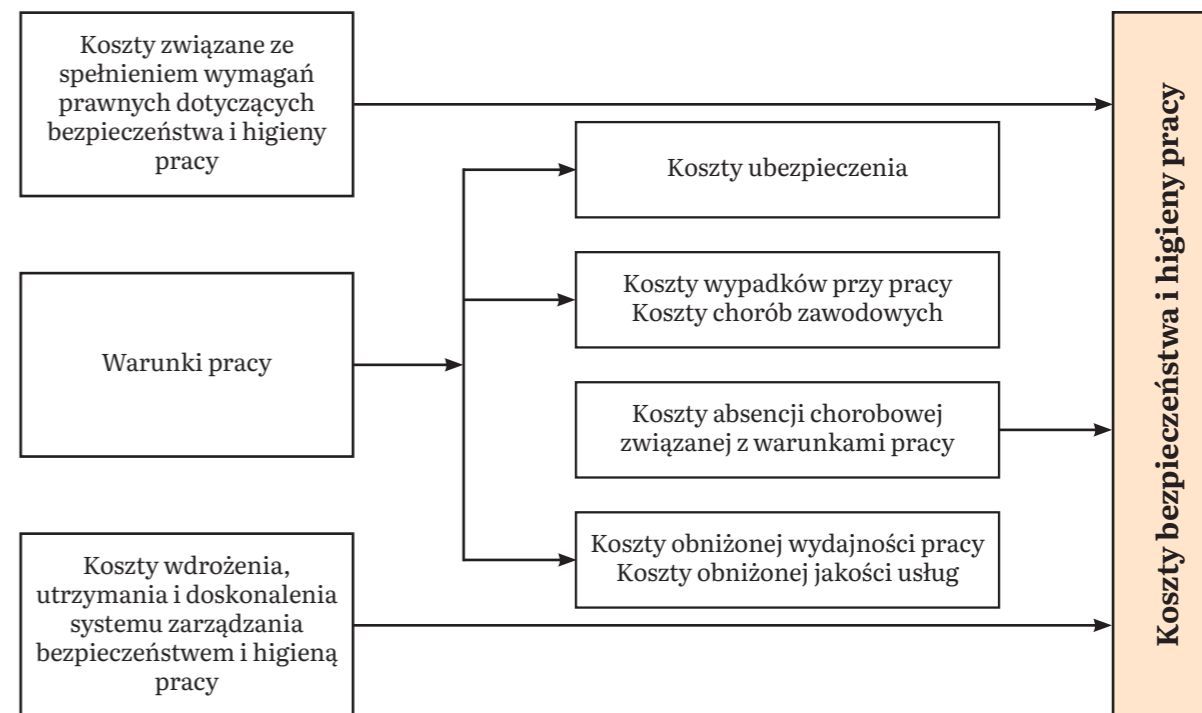 Koszty związane ze
spełnieniem wymagań
prawnych dotyczących
bezpieczeństwa i higieny
pracy
Warunki pracy
Koszty wdrożenia,
utrzymania i doskonalenia
systemu zarządzania
bezpieczeństwem i higieną
pracy
Koszty ubezpieczenia
Koszty wypadków przy pracy
Koszty chorób zawodowych
Koszty absencji chorobowej
związanej z warunkami pracy
Koszty obniżonej wydajności pracy
Koszty obniżonej jakości usług
Koszty bezpieczeństwa i higieny pracy